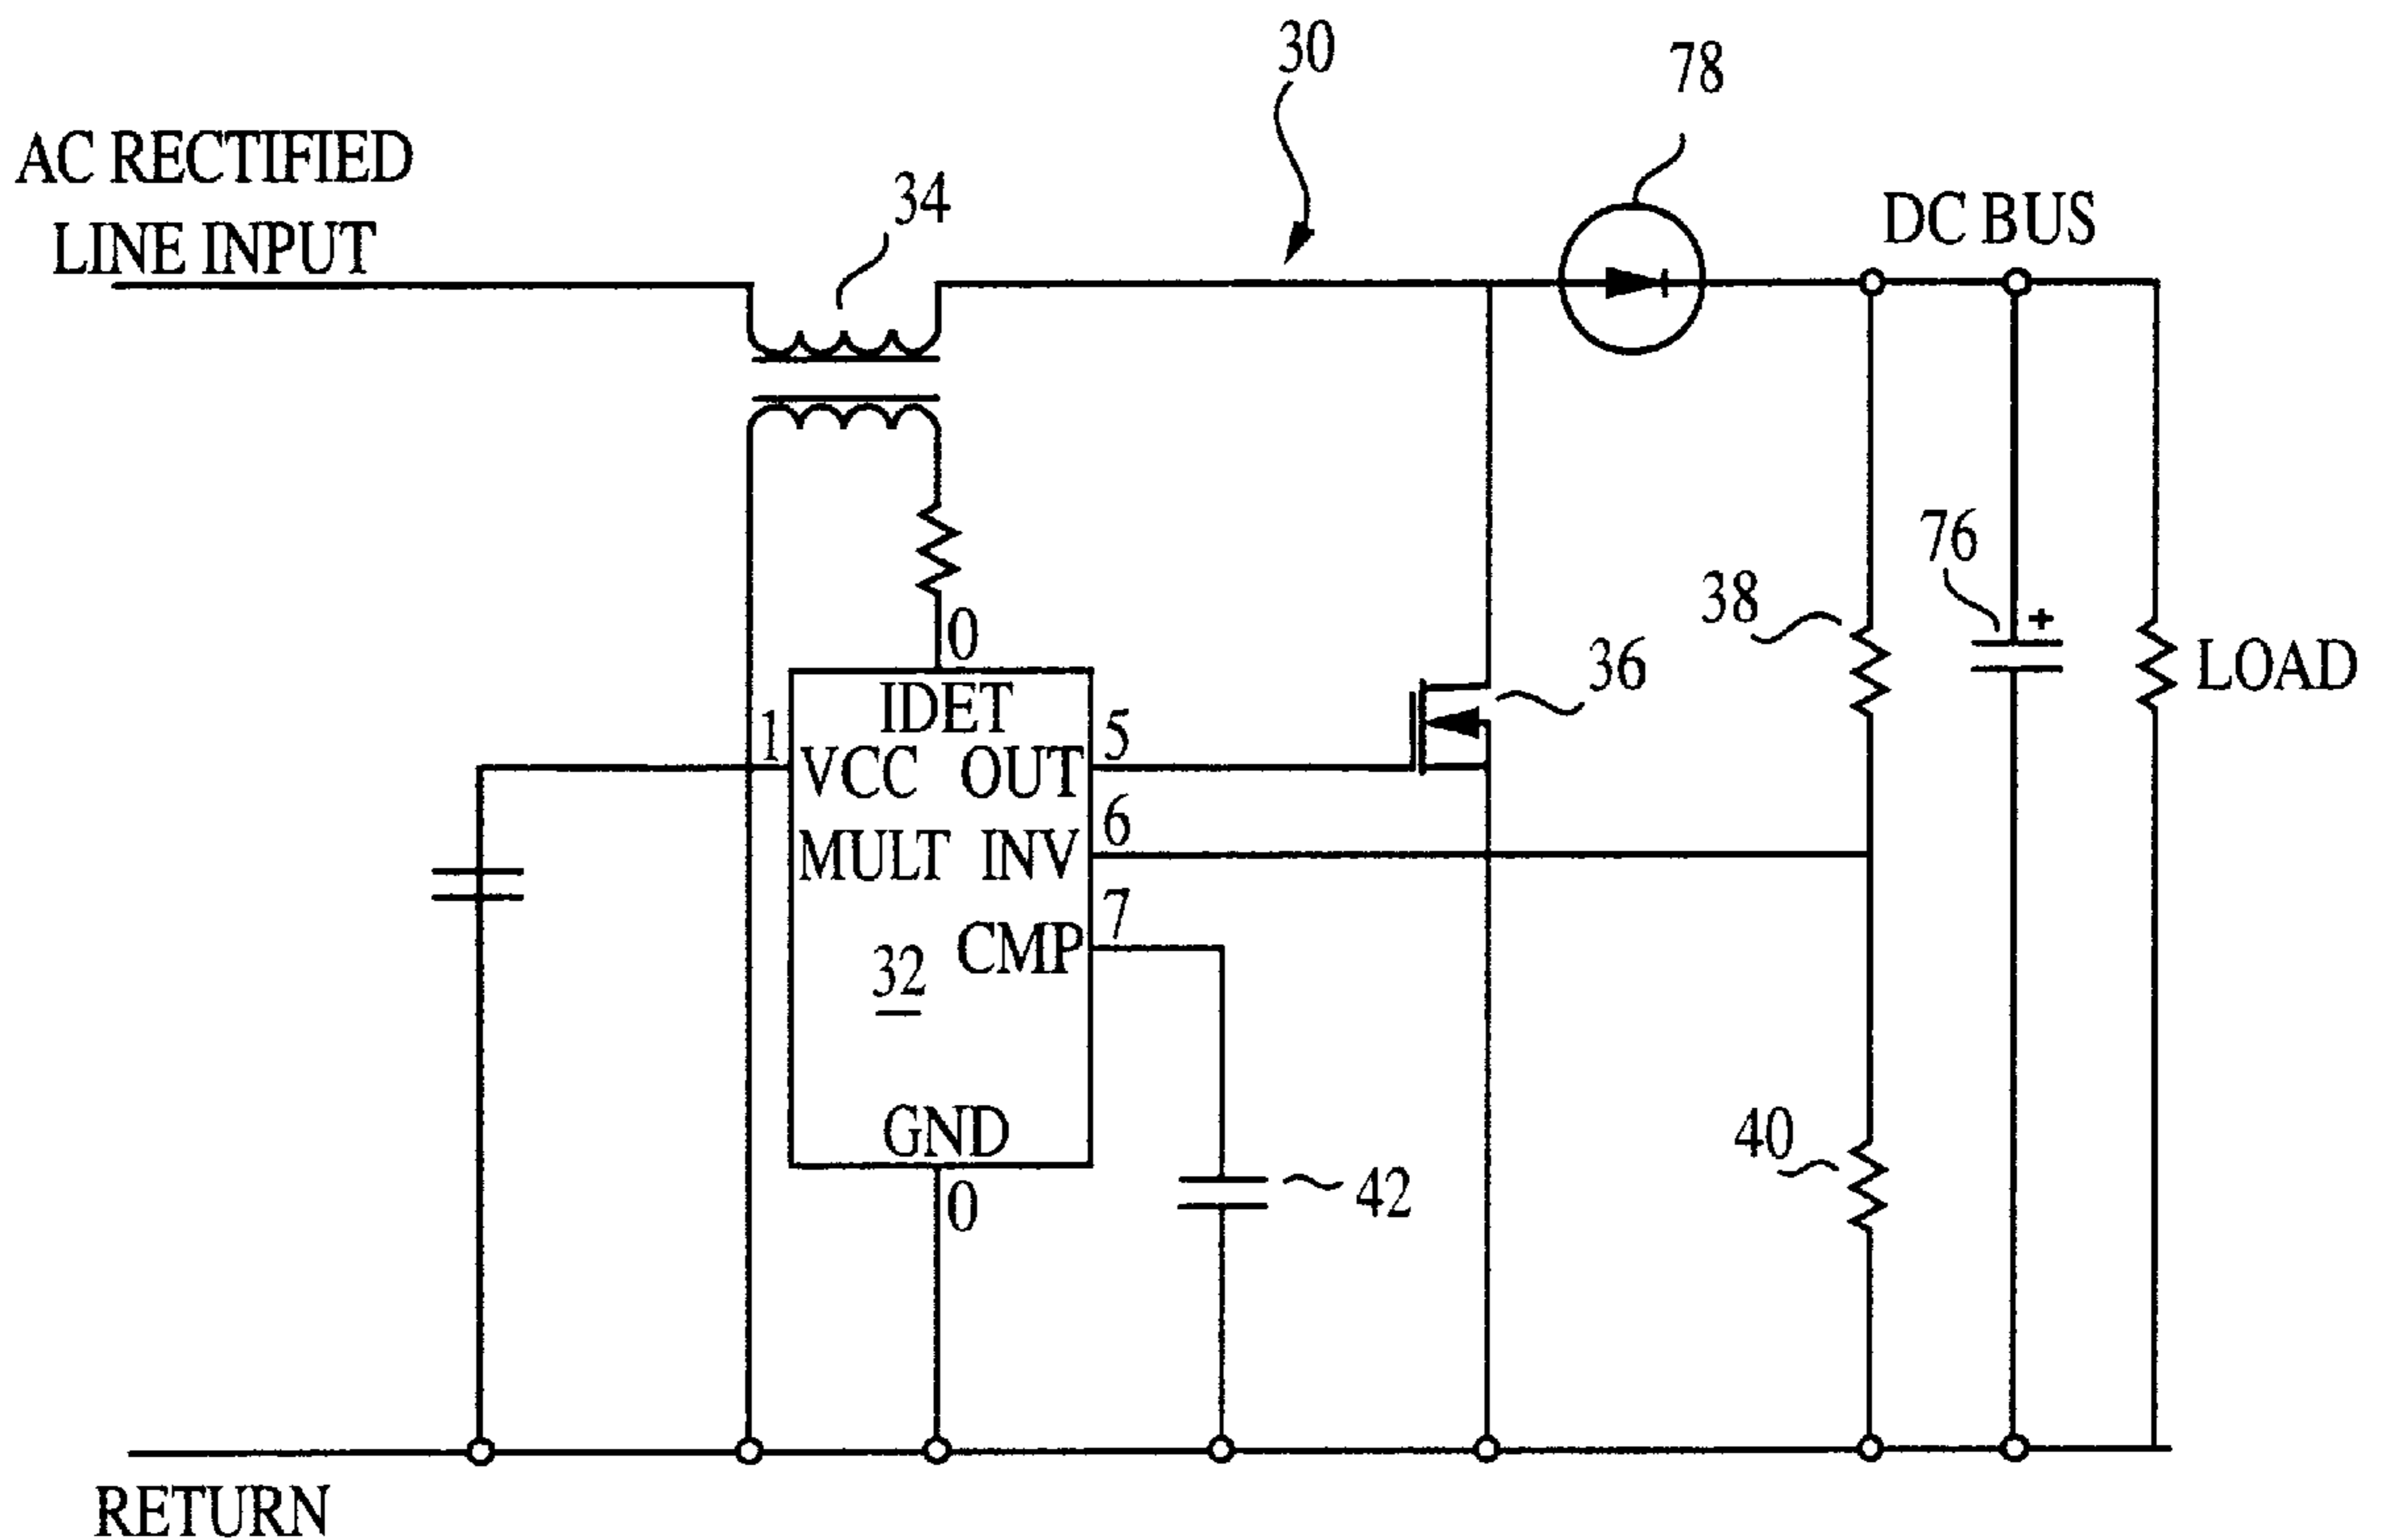 30
78
AC RECTIFIED
LINE INPUT
34
DC BUS
76
38
0
36
LOAD
IDET
1
VCC OUT
5
MULT INV
6
CMP
7
32
GND
0
42
40
+
RETURN